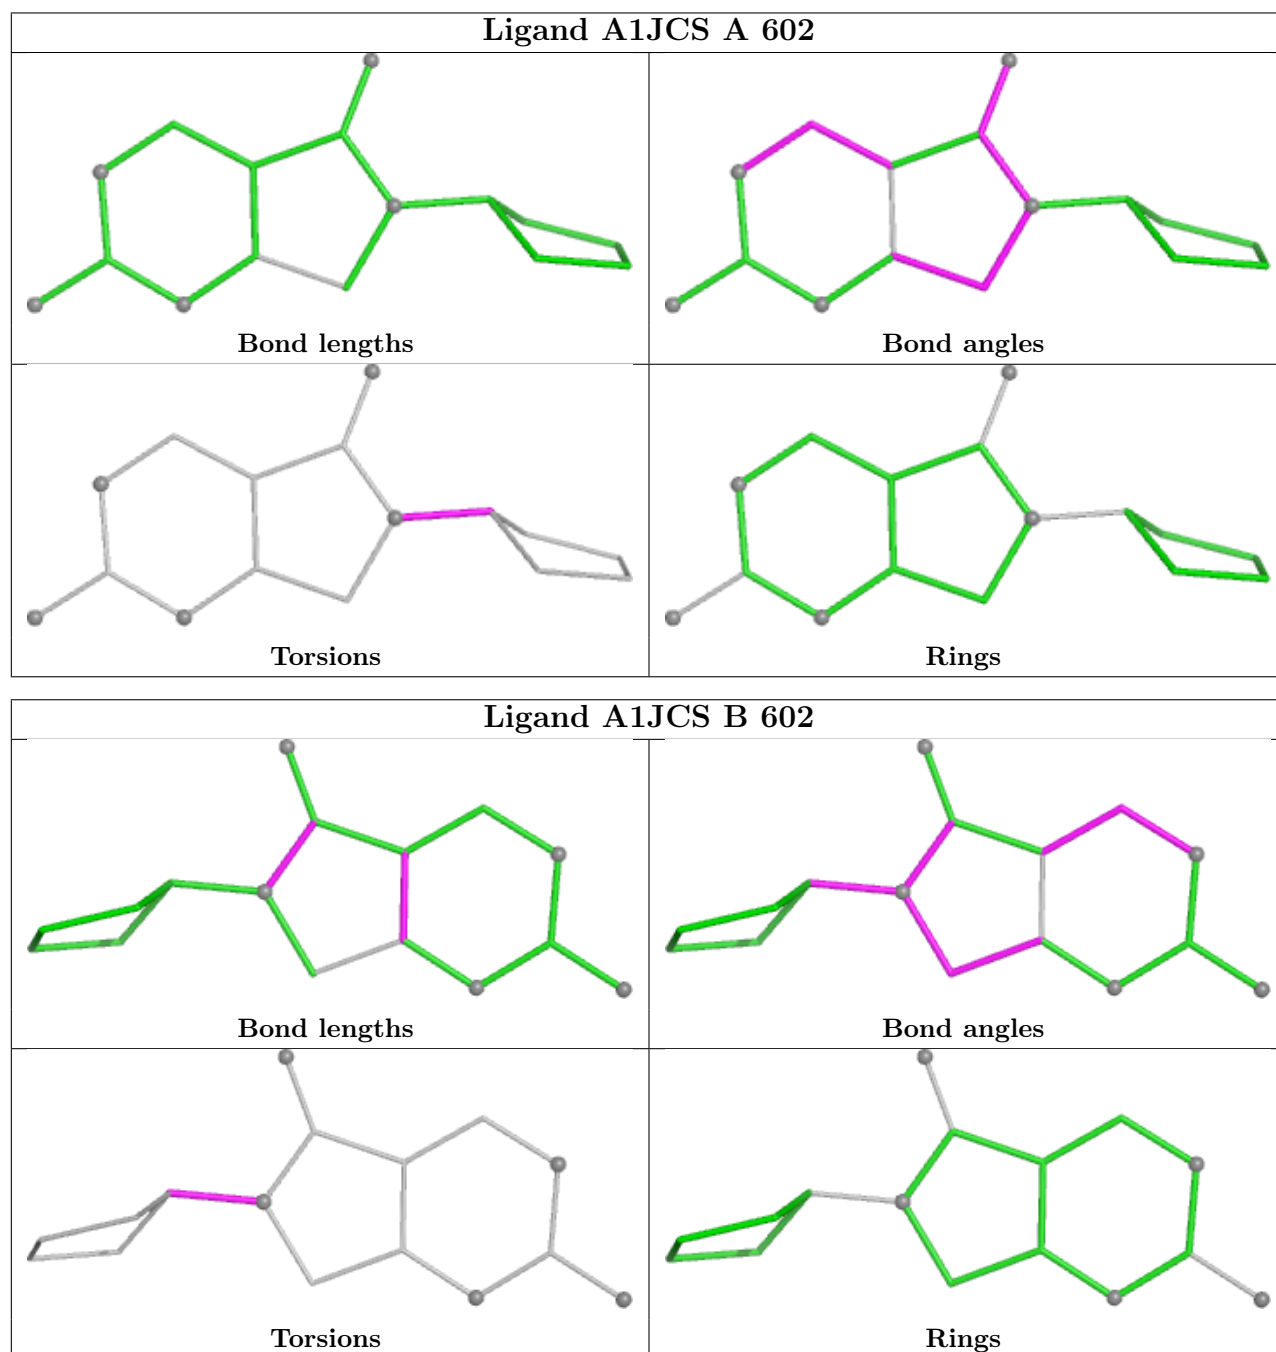 Ligand A1JCS A 602
Bond lengths
Bond angles
Torsions
Rings
Ligand A1JCS B 602
Bond lengths
Bond angles
Torsions
Rings